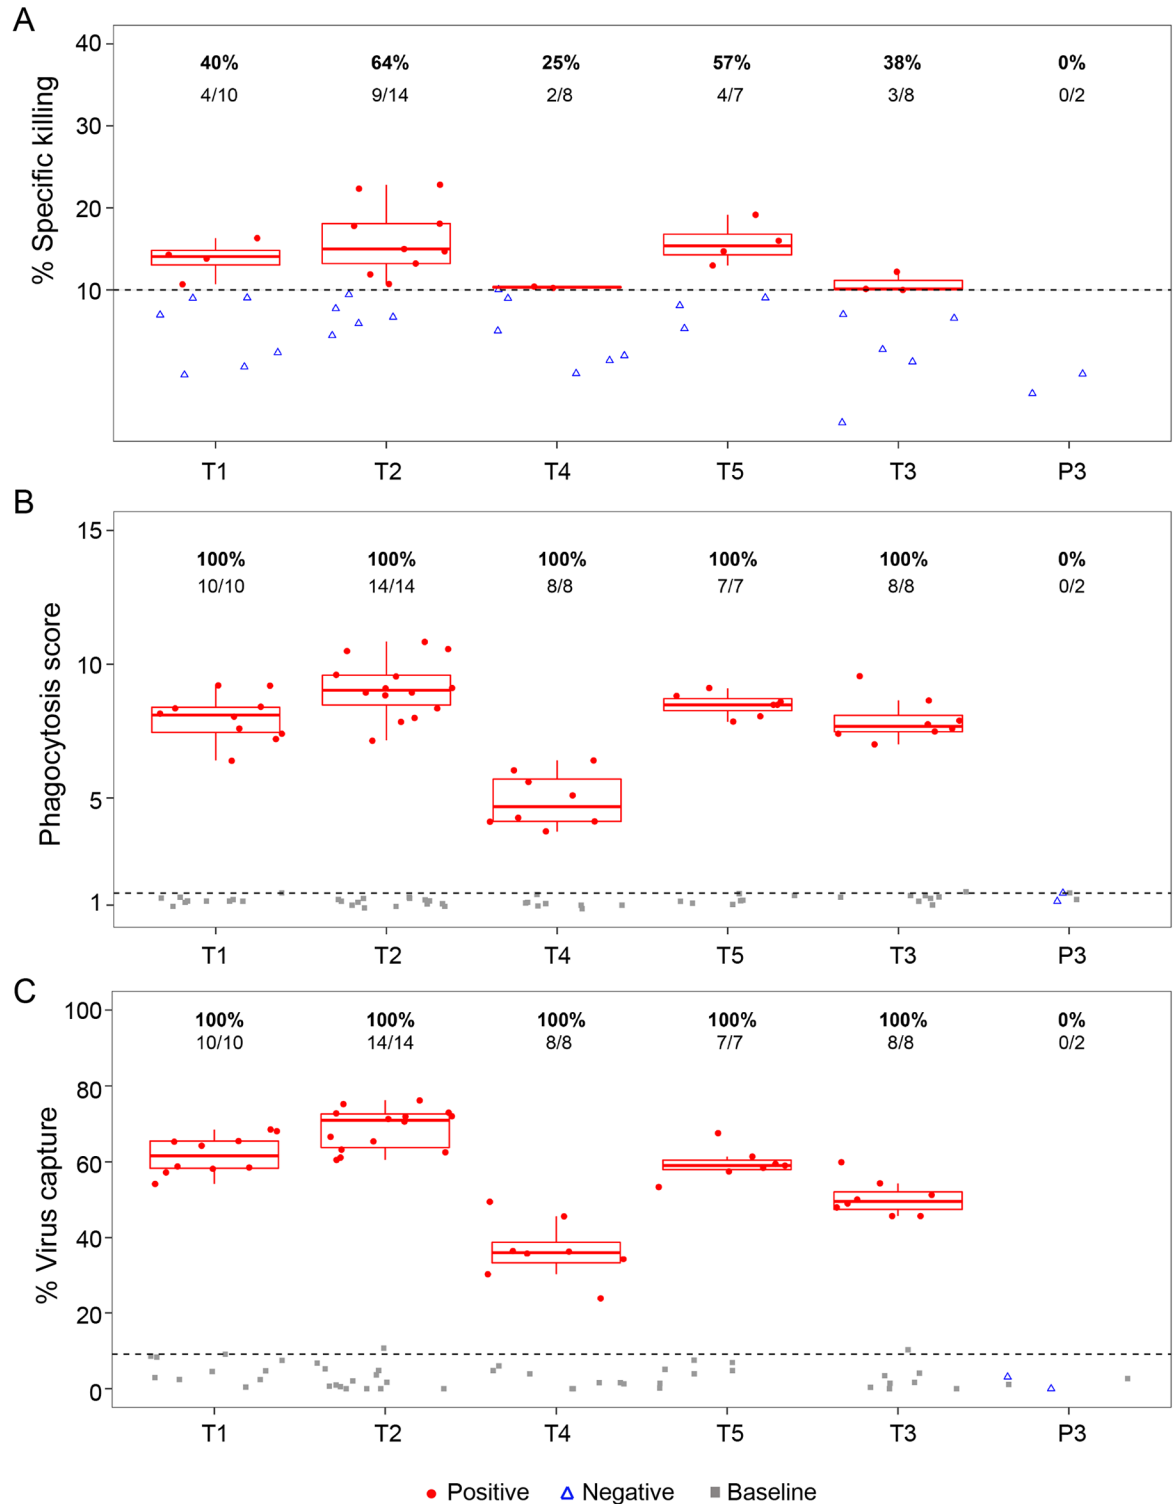 A
% Specific killing
40
30
20
10
40% 64% 25% 57% 38% 0%
4/10 9/14 2/8 4/7 3/8 0/2
T1 T2 T4 T5 T3 P3
B
Phagocytosis score
15
10
5
1
100% 100% 100% 100% 100% 0%
10/10 14/14 8/8 7/7 8/8 0/2
T1 T2 T4 T5 T3 P3
C
% Virus capture
100
80
60
40
20
0
100% 100% 100% 100% 100% 0%
10/10 14/14 8/8 7/7 8/8 0/2
T1 T2 T4 T5 T3 P3
Positive Negative Baseline